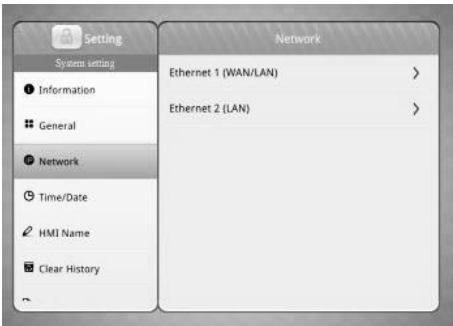 Setting
System setting
Information
General
Network
Time/Date
HMI Name
Clear History
Network
Ethernet 1 (WAN/LAN)
Ethernet 2 (LAN)